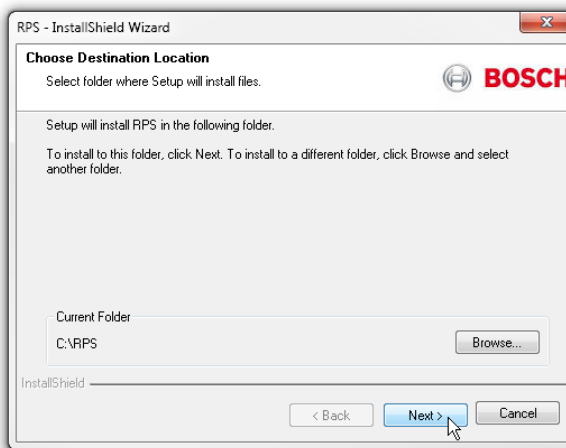 RPS - InstallShield Wizard
Choose Destination Location
Select folder where Setup will install files.
BOSCH
Setup will install RPS in the following folder.
To install to this folder, click Next. To install to a different folder, click Browse and select
another folder.
Current Folder
C:\RPS
Browse...
InstallShield
< Back
Next >
Cancel